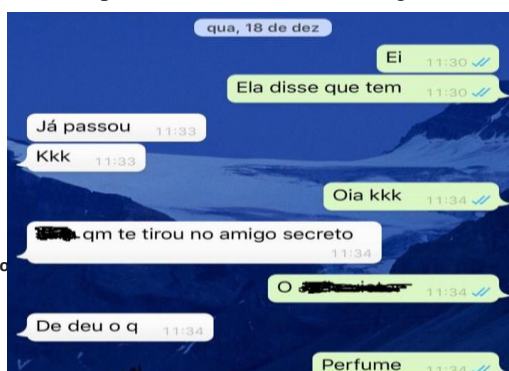 qua, 18 de dez
Ei 11:30
Ela disse que tem 11:30
Já passou 11:33
Kkk 11:33
Oia kkk 11:34
qm te tirou no amigo secreto
11:34
O 11:34
De deu o q 11:34
Perfume 11:34